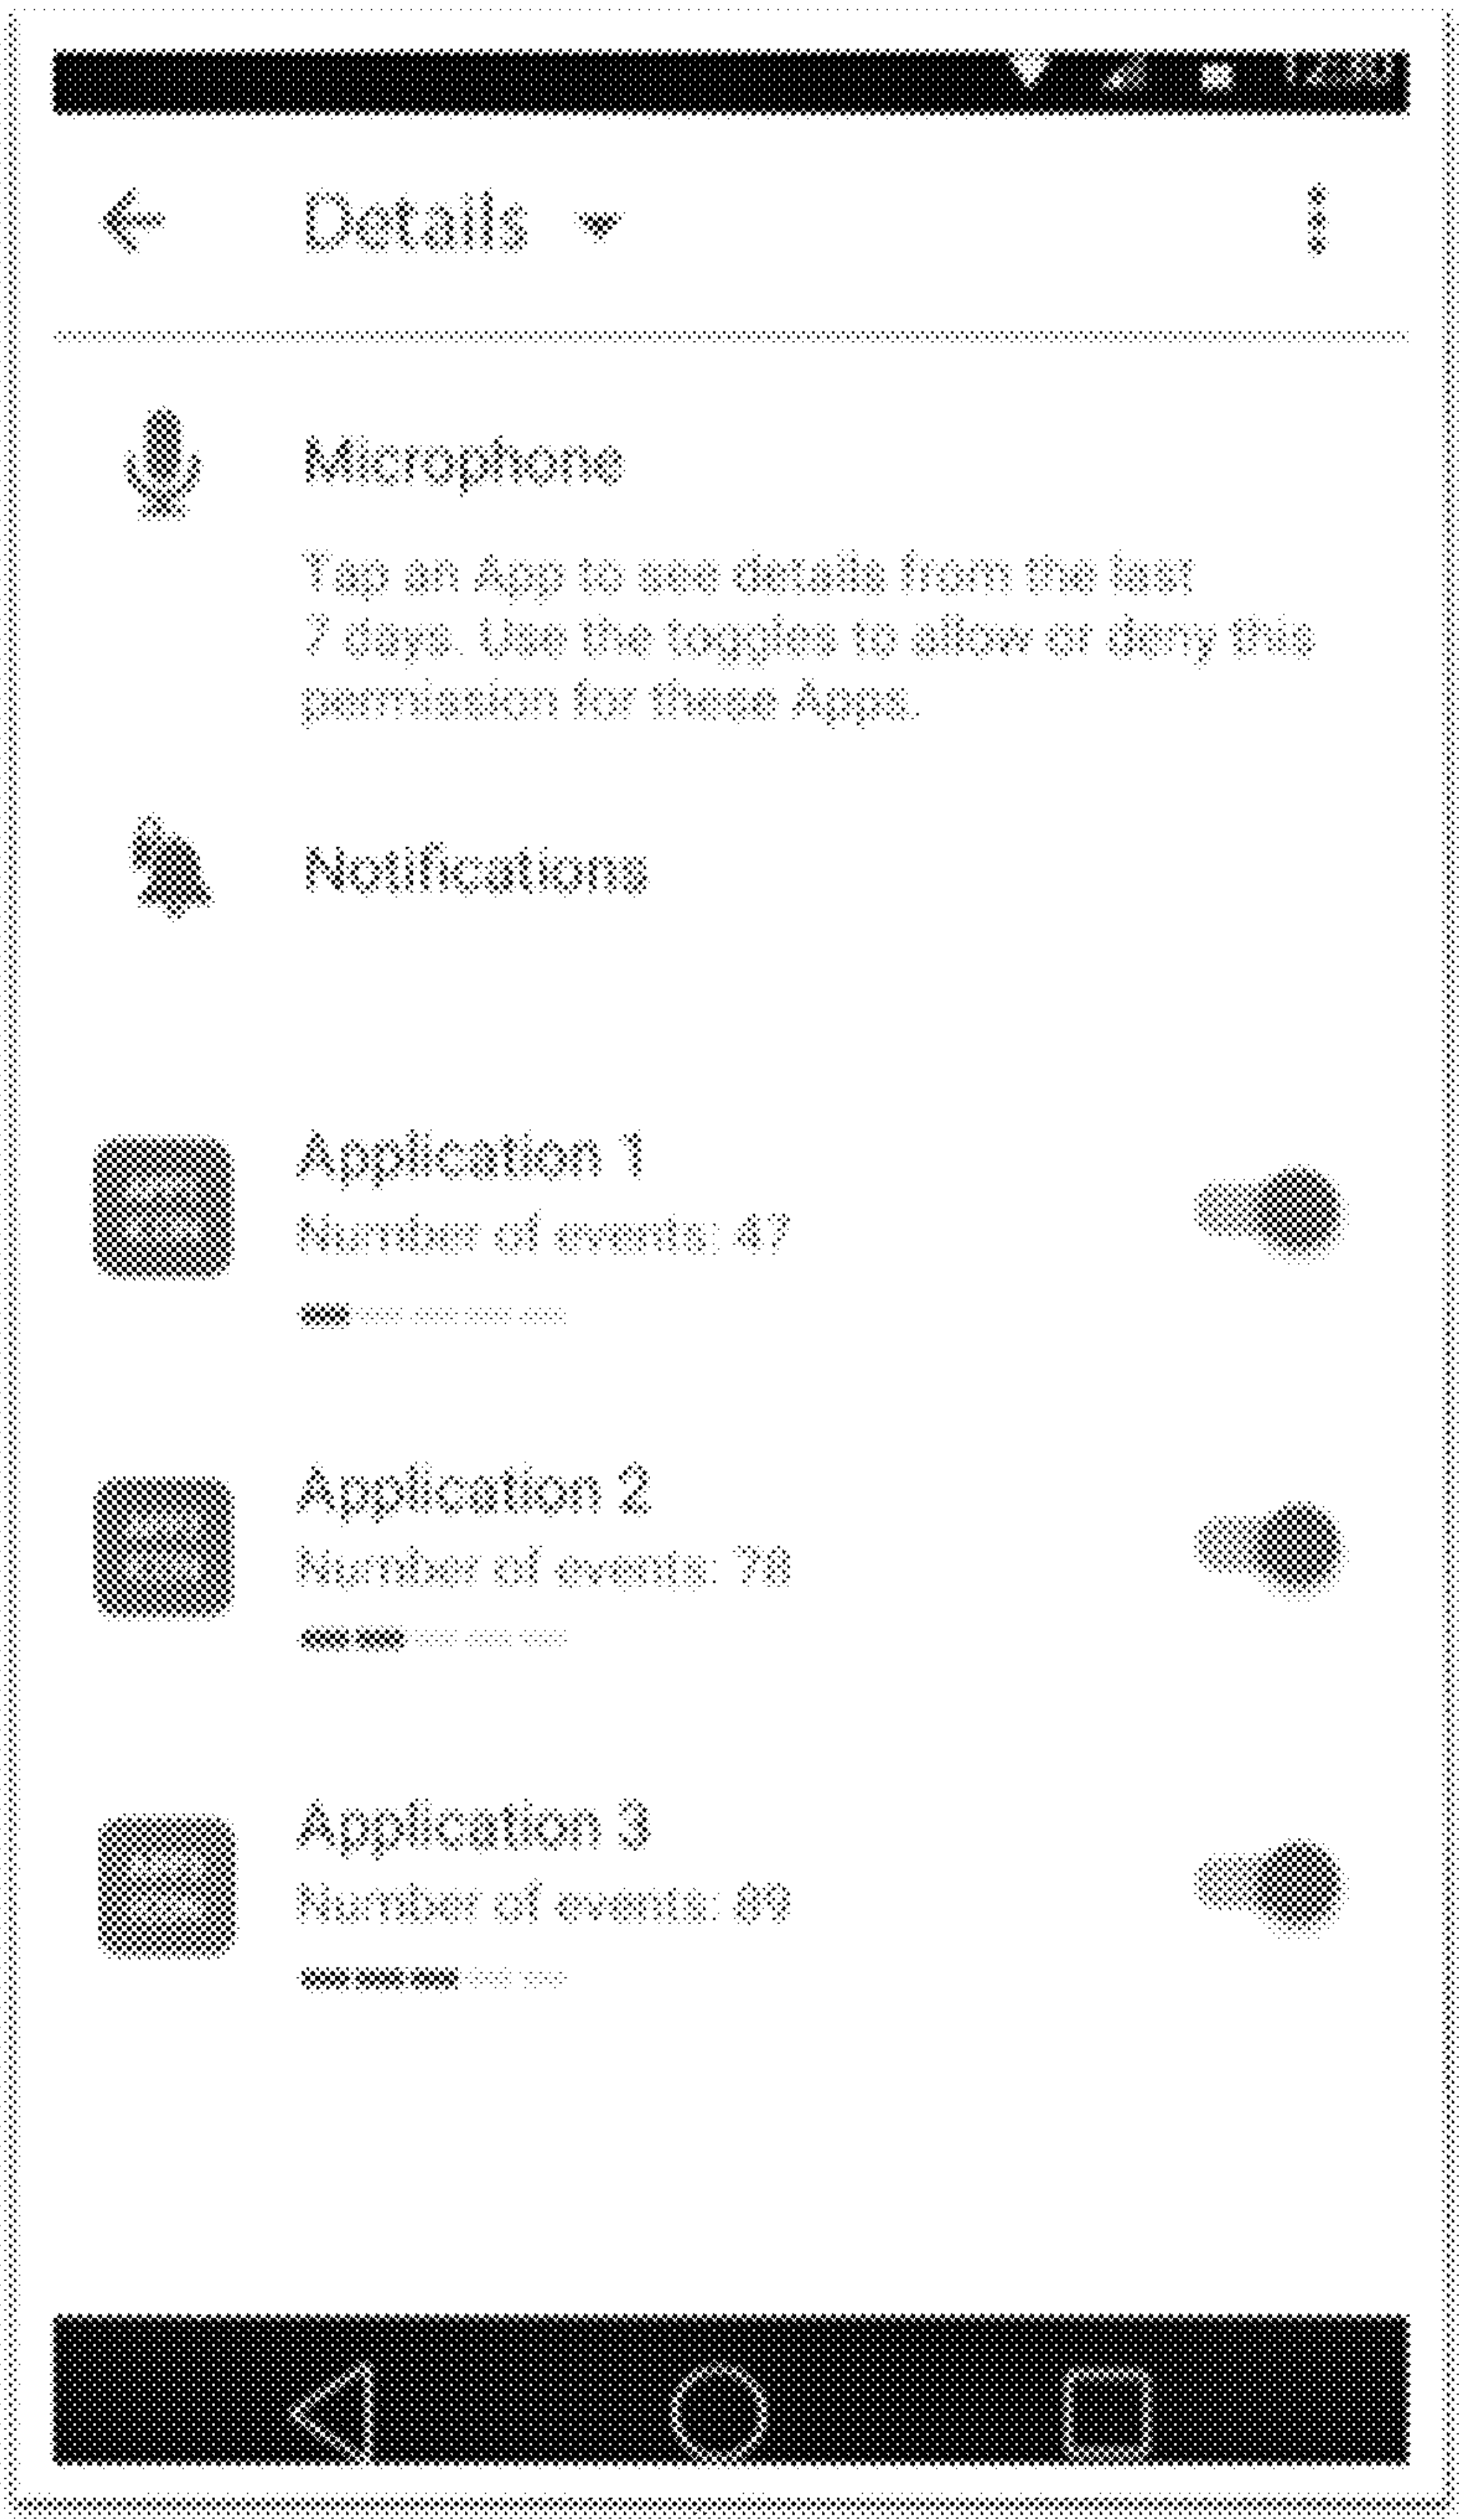 Details
Microphone
Tap an App to see details from the last
7 days. Use the toggles to allow or deny this
permission for these Apps.
Notifications
Application 1
Number of events: 47
Application 2
Number of events: 78
Application 3
Number of events: 89